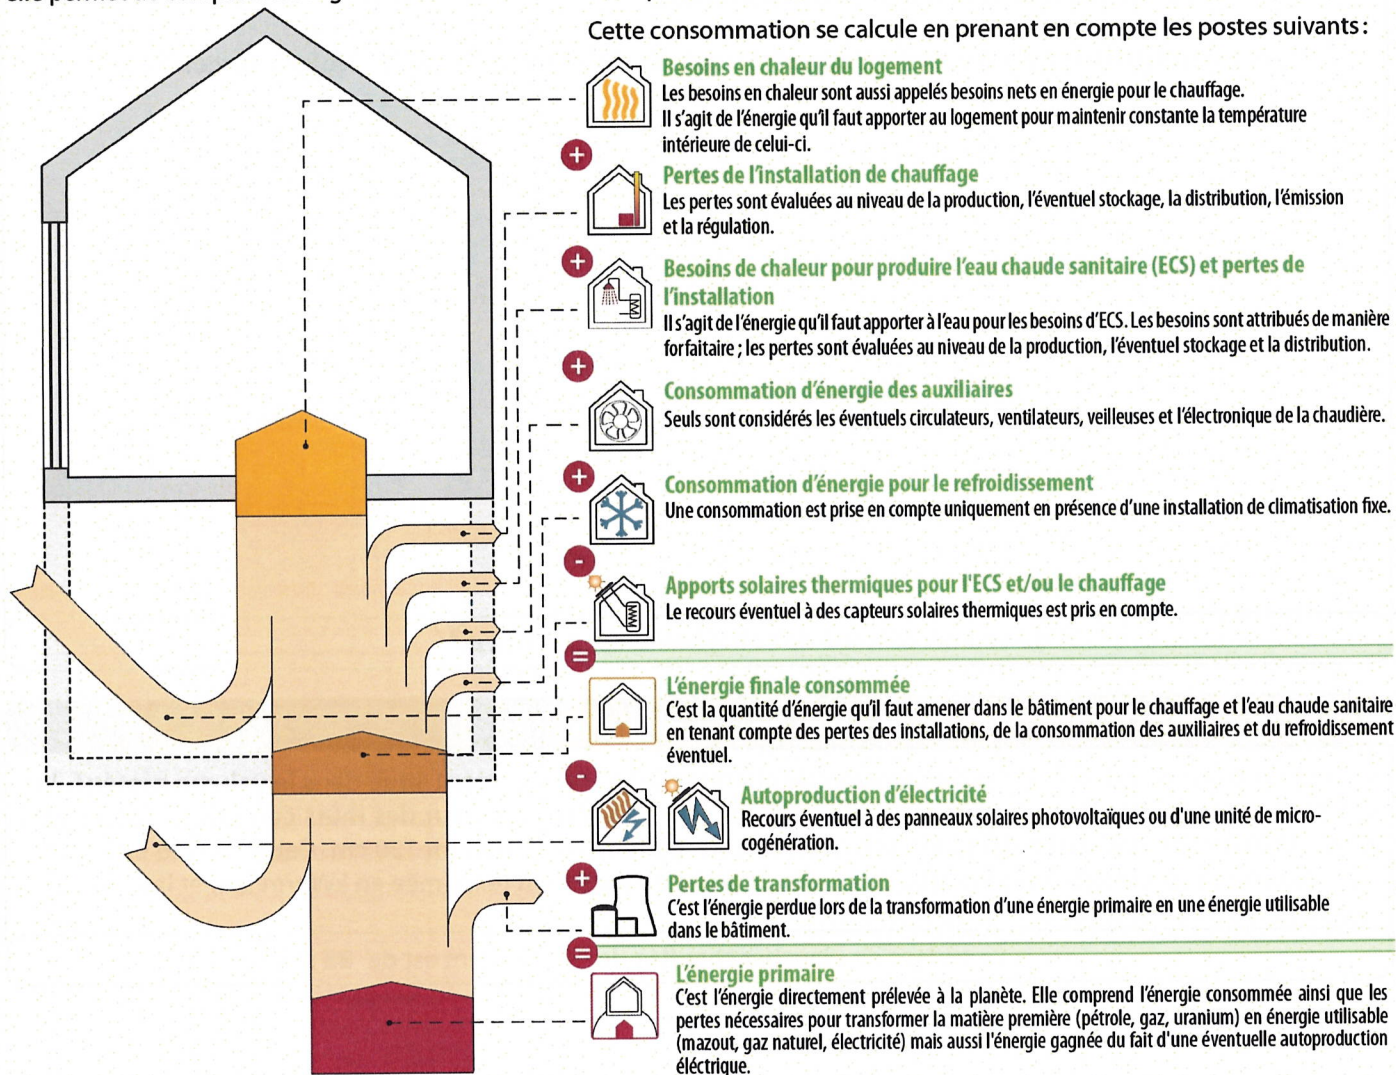 Cette consommation se calcule en prenant en compte les postes suivants :
Besoins en chaleur du logement
Les besoins en chaleur sont aussi appelés besoins nets en énergie pour le chauffage.
Il s'agit de l'énergie qu'il faut apporter au logement pour maintenir constante la température
intérieure de celui-ci.
+
Pertes de l'installation de chauffage
Les pertes sont évaluées au niveau de la production, l'éventuel stockage, la distribution, l'émission
et la régulation.
+
Besoins de chaleur pour produire l'eau chaude sanitaire (ECS) et pertes de
l'installation
Il s'agit de l'énergie qu'il faut apporter à l'eau pour les besoins d'ECS. Les besoins sont attribués de manière
forfaitaire ; les pertes sont évaluées au niveau de la production, l'éventuel stockage et la distribution.
+
Consommation d'énergie des auxiliaires
Seuls sont considérés les éventuels circulateurs, ventilateurs, veilleuses et l'électronique de la chaudière.
+
Consommation d'énergie pour le refroidissement
Une consommation est prise en compte uniquement en présence d'une installation de climatisation fixe.
-
Apports solaires thermiques pour l'ECS et/ou le chauffage
Le recours éventuel à des capteurs solaires thermiques est pris en compte.
=
L'énergie finale consommée
C'est la quantité d'énergie qu'il faut amener dans le bâtiment pour le chauffage et l'eau chaude sanitaire
en tenant compte des pertes des installations, de la consommation des auxiliaires et du refroidissement
éventuel.
-
Autoproduction d'électricité
Recours éventuel à des panneaux solaires photovoltaïques ou d'une unité de micro-
cogénération.
+
Pertes de transformation
C'est l'énergie perdue lors de la transformation d'une énergie primaire en une énergie utilisable
dans le bâtiment.
=
L'énergie primaire
C'est l'énergie directement prélevée à la planète. Elle comprend l'énergie consommée ainsi que les
pertes nécessaires pour transformer la matière première (pétrole, gaz, uranium) en énergie utilisable
(mazout, gaz naturel, électricité) mais aussi l'énergie gagnée du fait d'une éventuelle autoproduction
éléctrique.